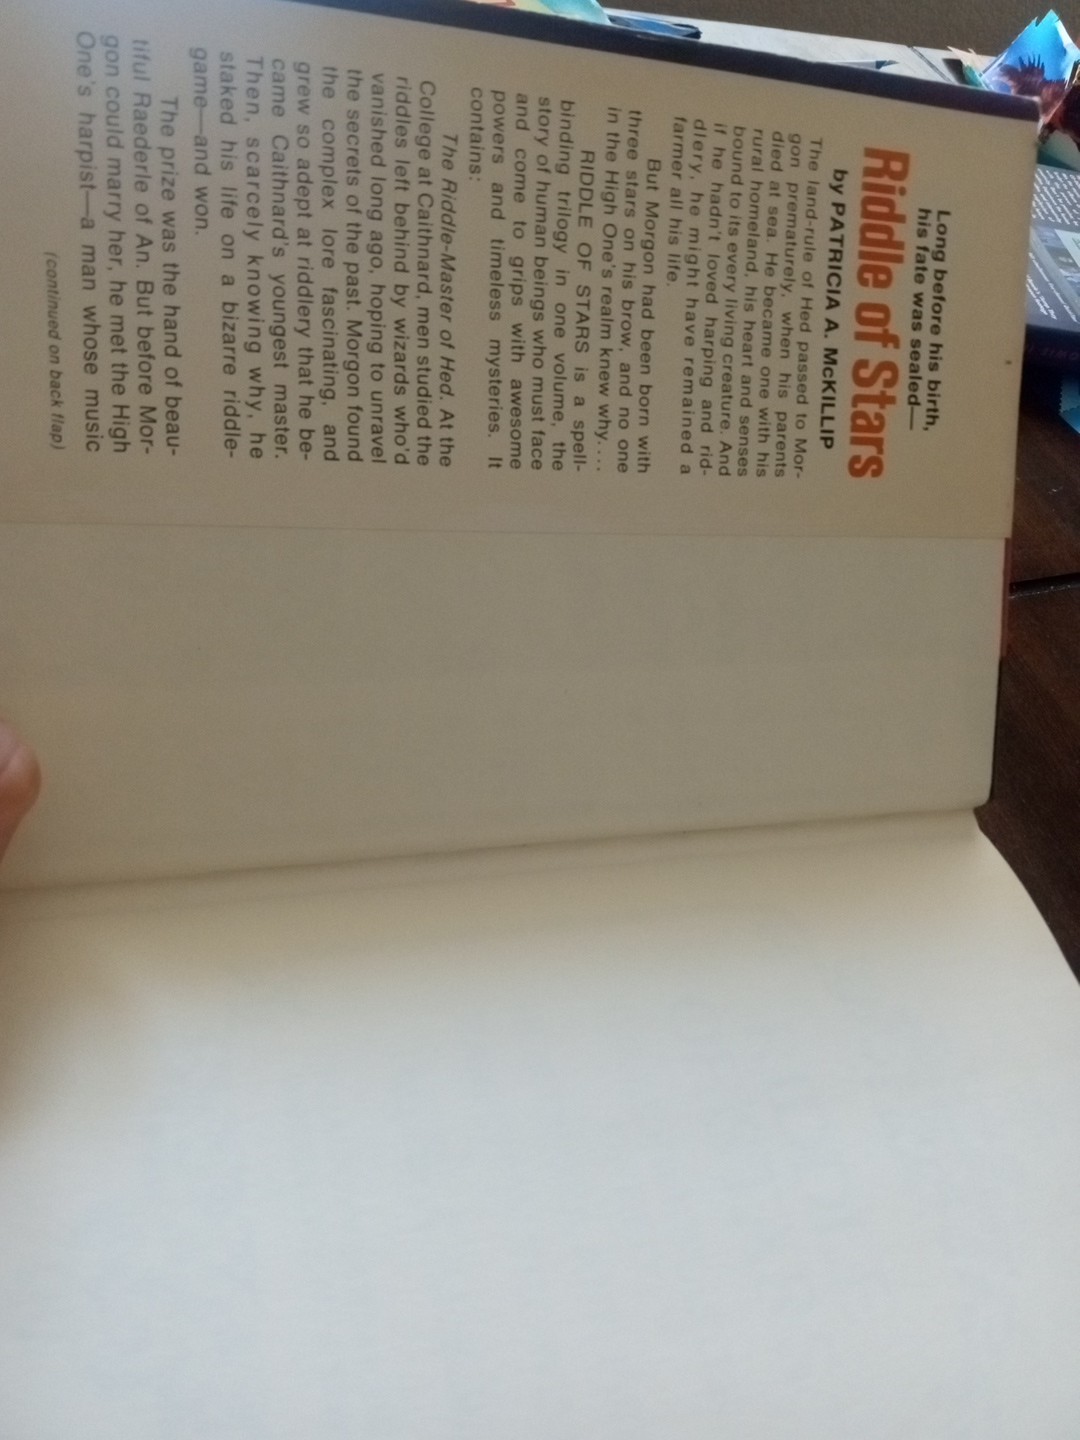 Long before his birth,
his fate was sealed—
Riddle of Stars
by PATRICIA A. McKILLIP
The land-rule of Hed passed to Mor-
gon prematurely, when his parents
died at sea. He became one with his
rural homeland, his heart and senses
bound to its every living creature. And
if he hadn't loved harping and rid-
dlery, he might have remained a
farmer all his life.
But Morgon had been born with
three stars on his brow, and no one
in the High One's realm knew why....
RIDDLE OF STARS is a spell-
binding trilogy in one volume, the
story of human beings who must face
and come to grips with awesome
powers and timeless mysteries. It
contains:
The Riddle-Master of Hed. At the
College at Caithnard, men studied the
riddles left behind by wizards who'd
vanished long ago, hoping to unravel
the secrets of the past. Morgon found
the complex lore fascinating, and
grew so adept at riddlery that he be-
came Caithnard's youngest master.
Then, scarcely knowing why, he
staked his life on a bizarre riddle-
game—and won.
The prize was the hand of beau-
tiful Raederle of An. But before Mor-
gon could marry her, he met the High
One's harpist—a man whose music
(continued on back flap)